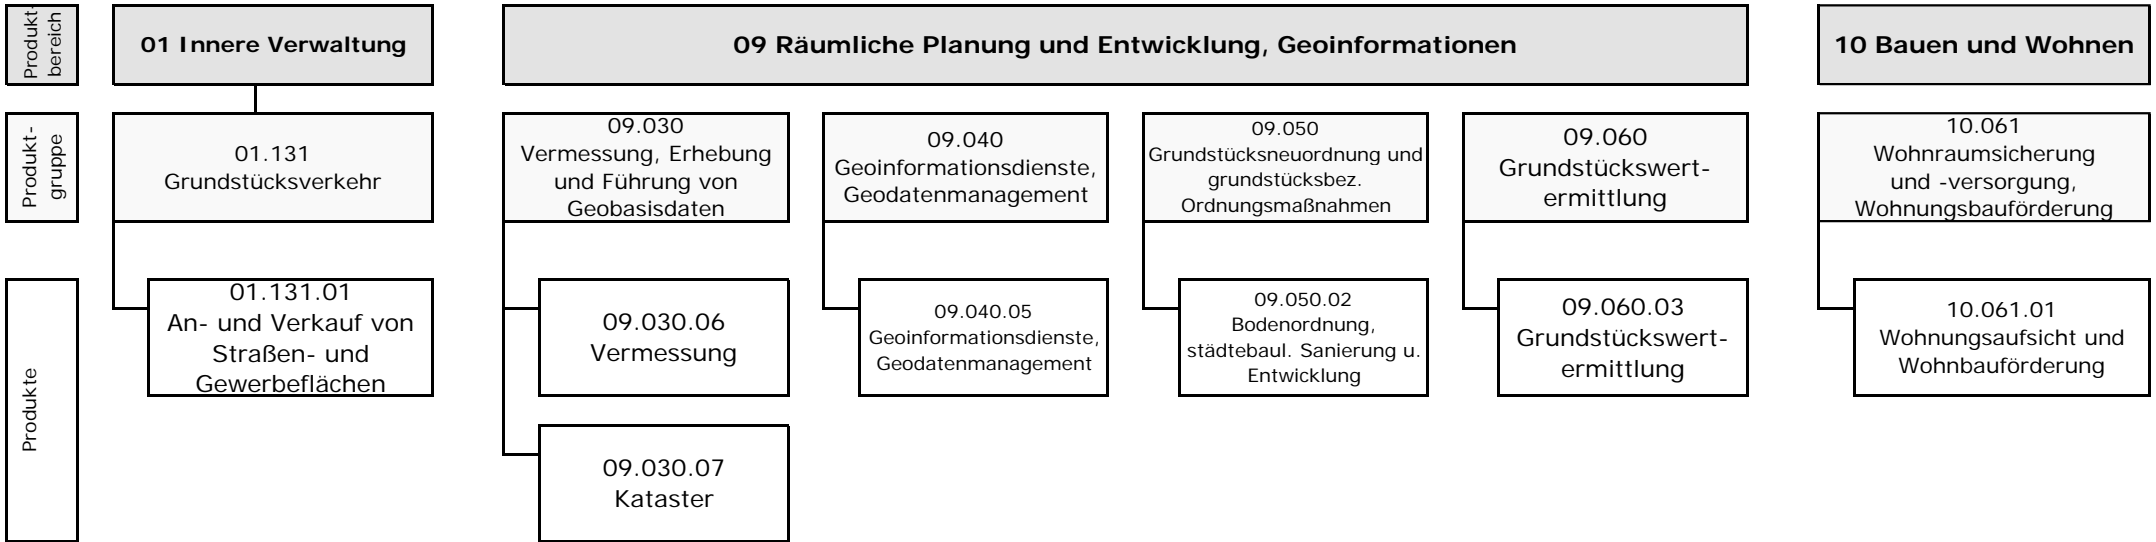 Produkt-
bereich
01 Innere Verwaltung
09 Räumliche Planung und Entwicklung, Geoinformationen
10 Bauen und Wohnen
Produkt-
gruppe
01.131
Grundstücksverkehr
09.030
Vermessung, Erhebung
und Führung von
Geobasisdaten
09.040
Geoinformationsdienste,
Geodatenmanagement
09.050
Grundstücksneuordnung und
grundstücksbez.
Ordnungsmaßnahmen
09.060
Grundstückswert-
ermittlung
10.061
Wohnraumsicherung
und -versorgung,
Wohnungsbauförderung
Produkte
01.131.01
An- und Verkauf von
Straßen- und
Gewerbeflächen
09.030.06
Vermessung
09.040.05
Geoinformationsdienste,
Geodatenmanagement
09.050.02
Bodenordnung,
städtebaul. Sanierung u.
Entwicklung
09.060.03
Grundstückswert-
ermittlung
10.061.01
Wohnungsaufsicht und
Wohnbauförderung
09.030.07
Kataster